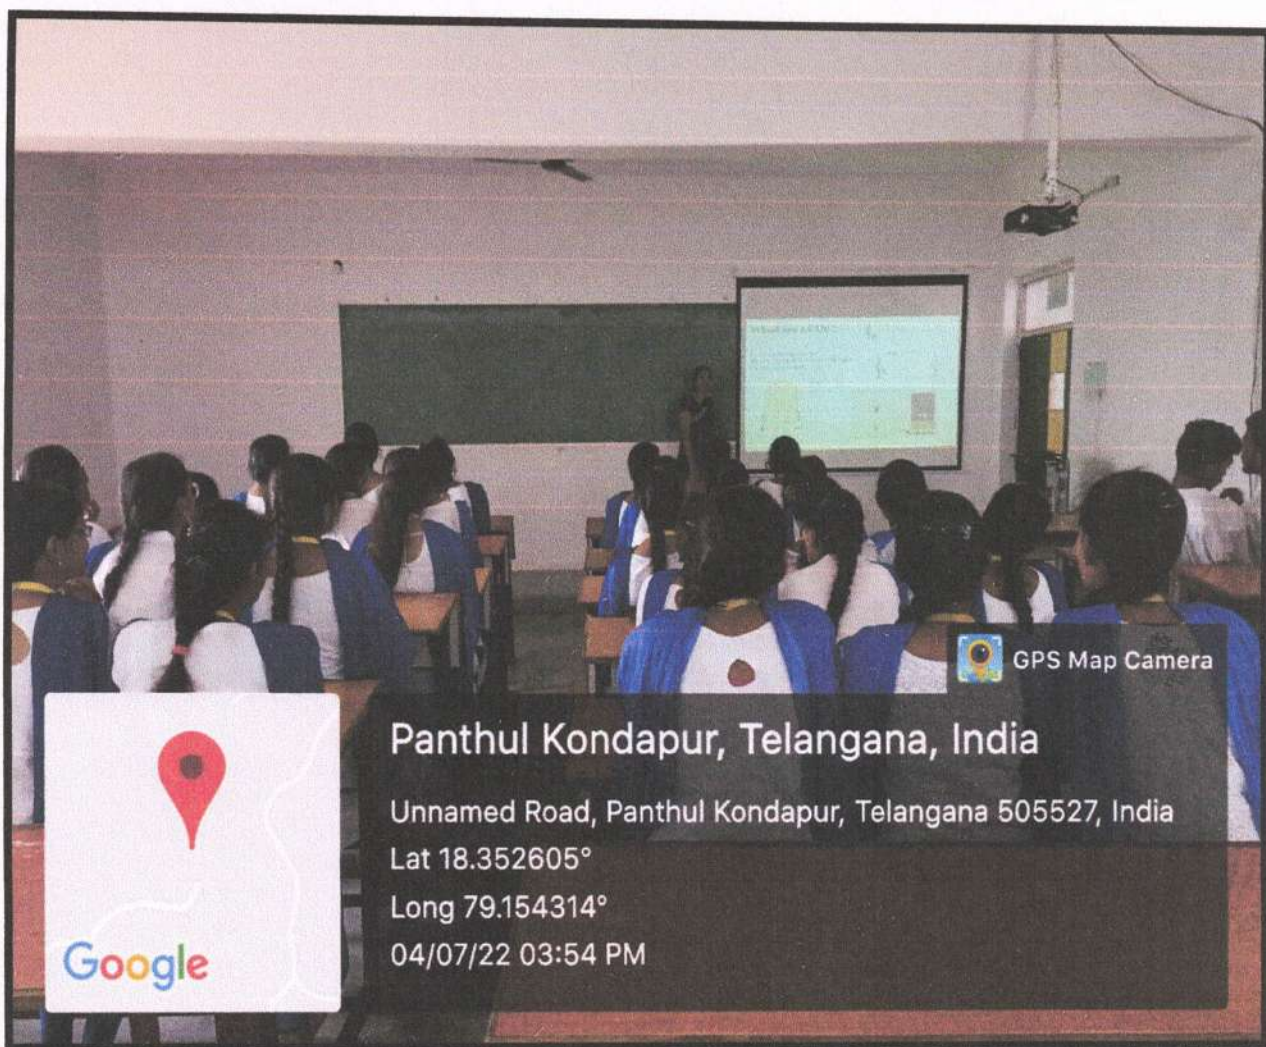 GPS Map Camera
Panthul Kondapur, Telangana, India
Unnamed Road, Panthul Kondapur, Telangana 505527, India
Lat 18.352605°
Long 79.154314°
04/07/22 03:54 PM
Google